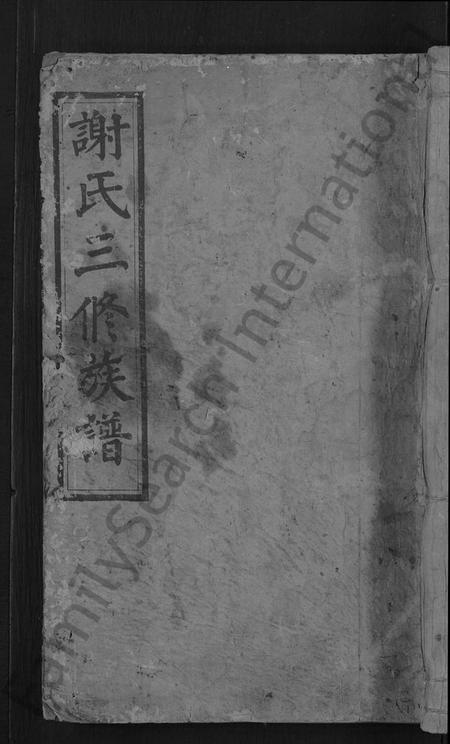 謝氏三修族譜
FamilySearch International